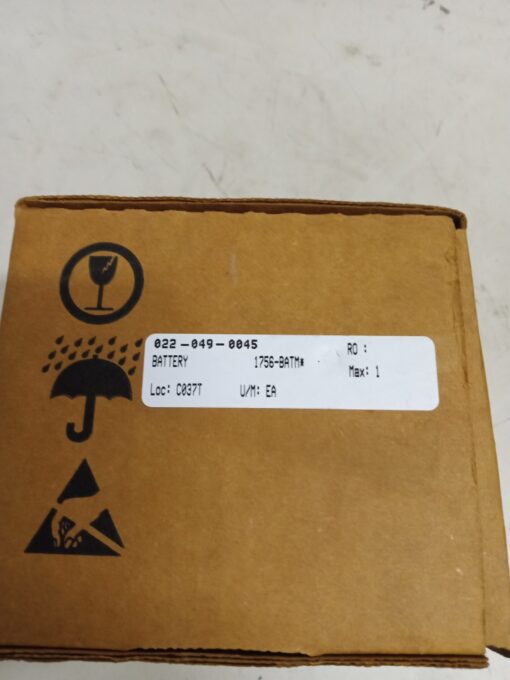 022-049-0045 RO :
BATTERY 1756-BATM* Max: 1
Loc: C037T U/M: EA